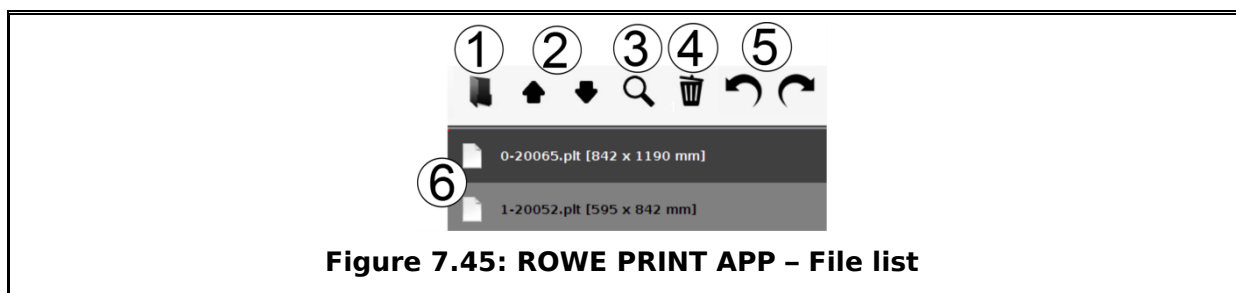 ① ② ③ ④ ⑤
0-20065.plt [842 x 1190 mm]
⑥
1-20052.plt [595 x 842 mm]
Figure 7.45: ROWE PRINT APP – File list